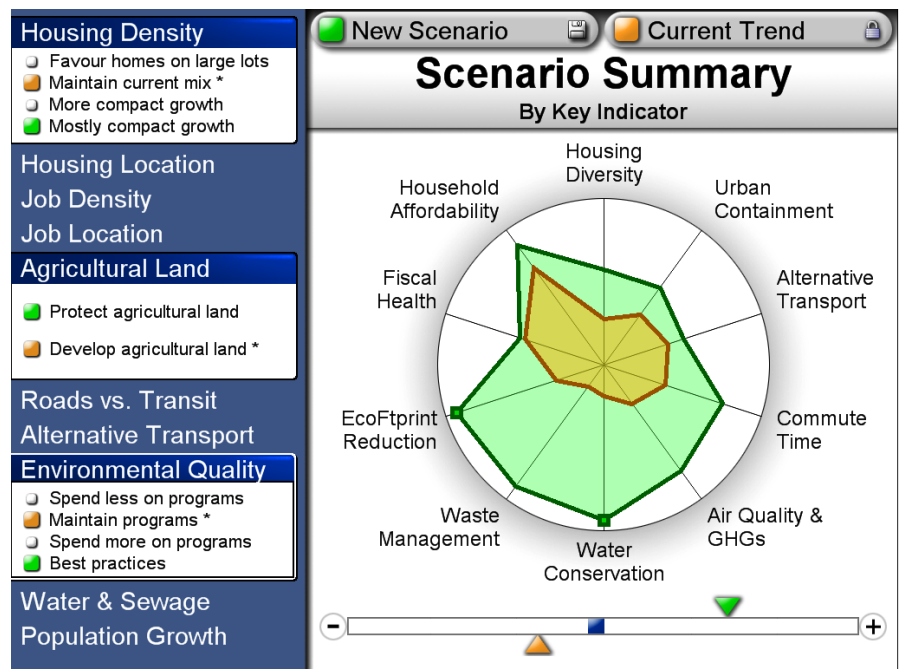 Housing Density
Favour homes on large lots
Maintain current mix *
More compact growth
Mostly compact growth
Housing Location
Job Density
Job Location
Agricultural Land
Protect agricultural land
Develop agricultural land *
Roads vs. Transit
Alternative Transport
Environmental Quality
Spend less on programs
Maintain programs *
Spend more on programs
Best practices
Water & Sewage
Population Growth
New Scenario
Current Trend
Scenario Summary
By Key Indicator
Housing
Diversity
Urban
Containment
Alternative
Transport
Commute
Time
Air Quality &
GHGs
Water
Conservation
Waste
Management
EcoFtprint
Reduction
Fiscal
Health
Household
Affordability